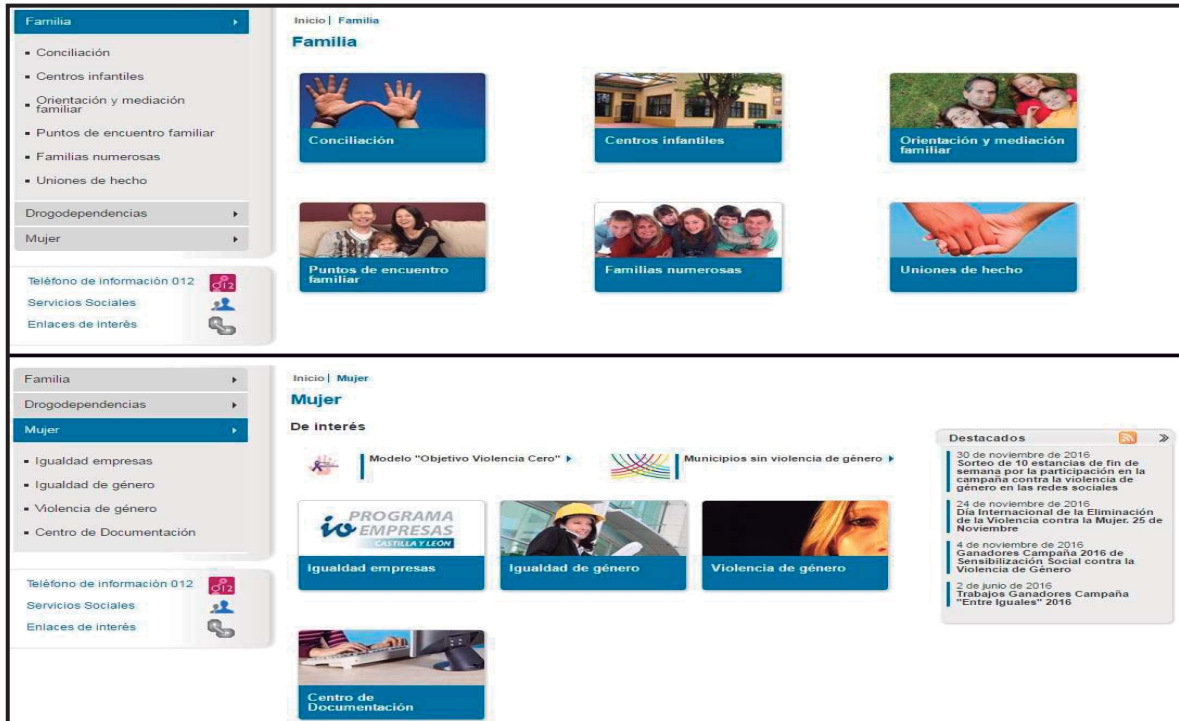 Familia
Conciliación
Centros infantiles
Orientación y mediación
familiar
Puntos de encuentro familiar
Familias numerosas
Uniones de hecho
Drogodependencias
Mujer
Teléfono de información 012
012
Servicios Sociales
Enlaces de interés
Inicio | Familia
Familia
Conciliación
Centros infantiles
Orientación y mediación
familiar
Puntos de encuentro
familiar
Familias numerosas
Uniones de hecho
Familia
Drogodependencias
Mujer
Igualdad empresas
Igualdad de género
Violencia de género
Centro de Documentación
Teléfono de información 012
012
Servicios Sociales
Enlaces de interés
Inicio | Mujer
Mujer
De interés
Modelo "Objetivo Violencia Cero"
Municipios sin violencia de género
io PROGRAMA
EMPRESAS
CASTILLA Y LEÓN
Igualdad empresas
Igualdad de género
Violencia de género
Centro de
Documentación
Destacados
30 de noviembre de 2016
Sorteo de 10 estancias de fin de
semana por la participación en la
campaña contra la violencia de
género en las redes sociales
24 de noviembre de 2016
Día Internacional de la Eliminación
de la Violencia contra la Mujer. 25 de
Noviembre
4 de noviembre de 2016
Ganadores Campaña 2016 de
Sensibilización Social contra la
Violencia de Género
2 de junio de 2016
Trabajos Ganadores Campaña
"Entre Iguales" 2016